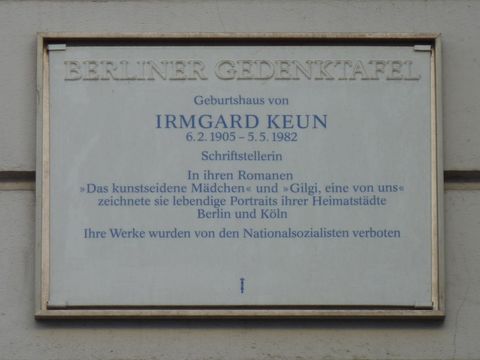 BERLINER GEDENKTAFEL
Geburtshaus von
IRMGARD KEUN
6.2.1905 – 5.5.1982
Schriftstellerin
In ihren Romanen
»Das kunstseidene Mädchen« und »Gilgi, eine von uns«
zeichnete sie lebendige Portraits ihrer Heimatstädte
Berlin und Köln
Ihre Werke wurden von den Nationalsozialisten verboten